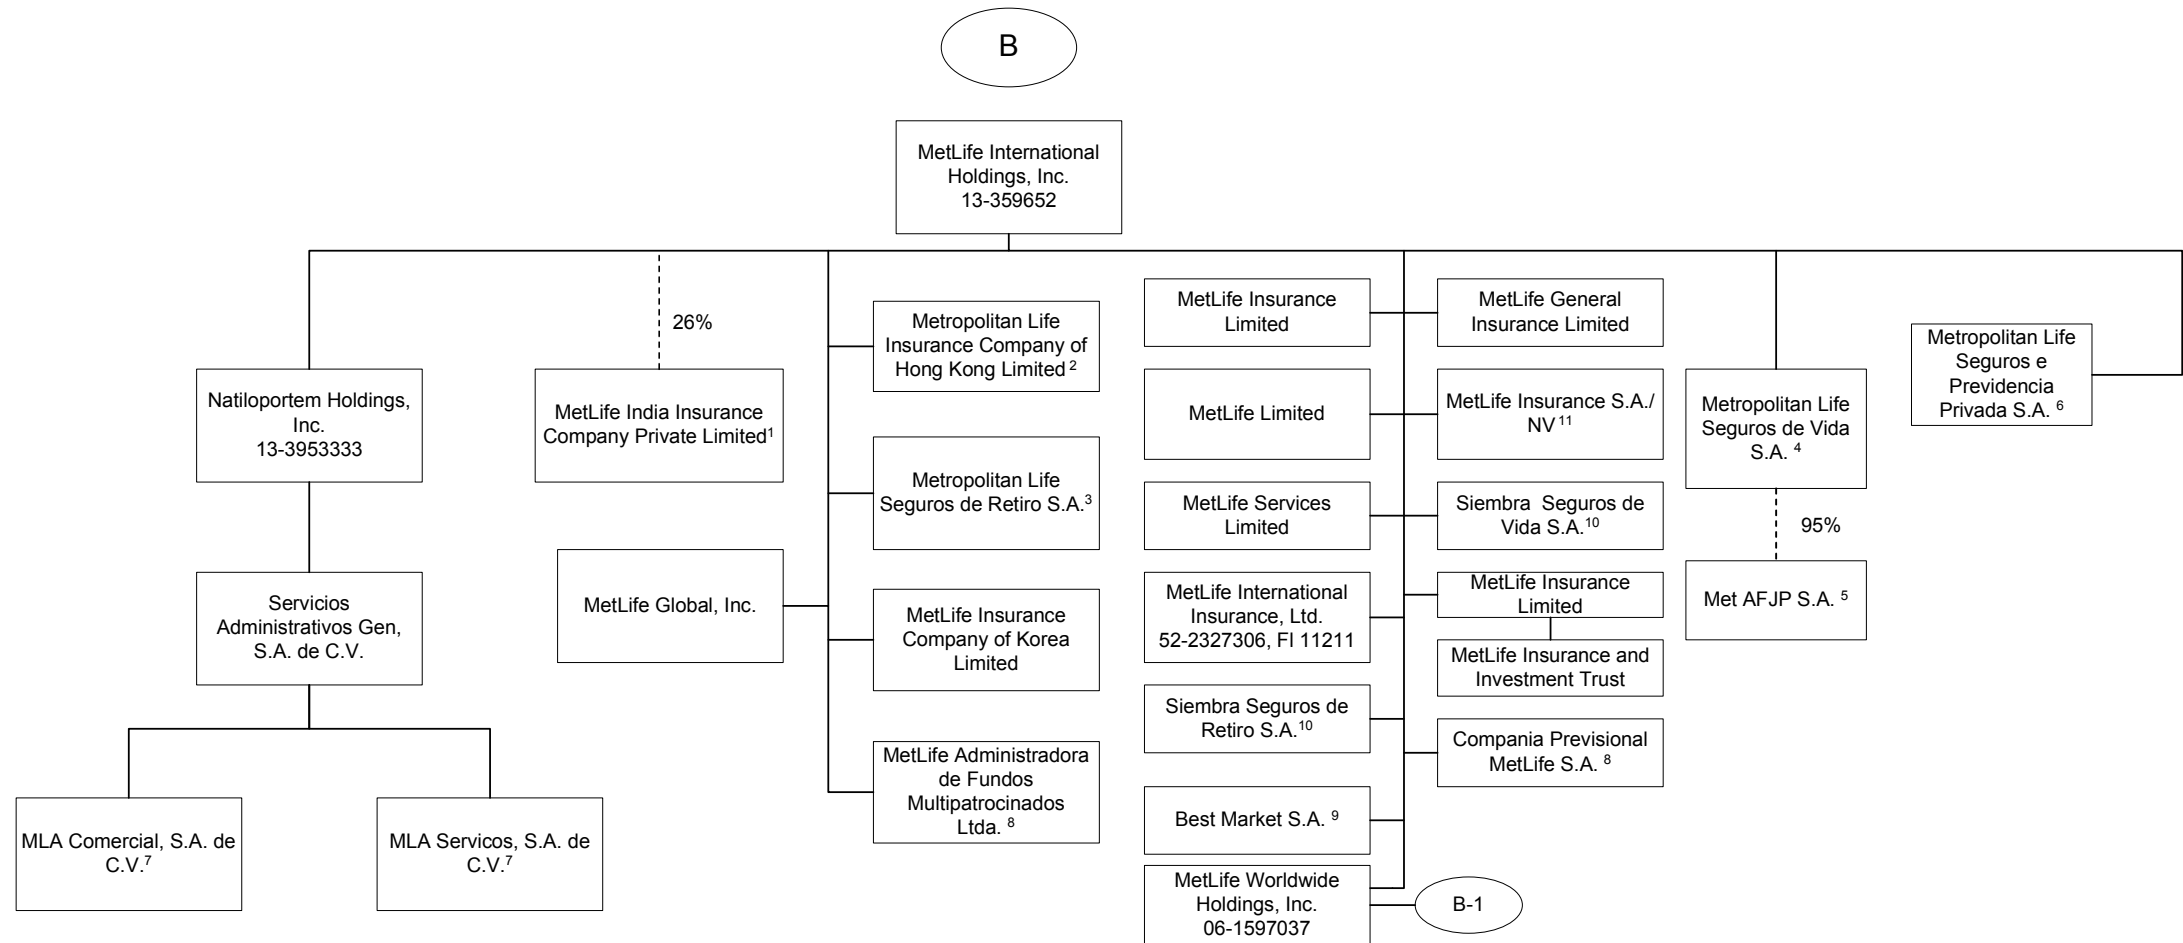 B
MetLife International
Holdings, Inc.
13-359652
26%
Natiloportem Holdings,
Inc.
13-3953333
MetLife India Insurance
Company Private Limited1
Metropolitan Life
Insurance Company of
Hong Kong Limited 2
Metropolitan Life
Seguros de Retiro S.A.3
MetLife Global, Inc.
MetLife Insurance
Company of Korea
Limited
MetLife Administradora
de Fundos
Multipatrocinados
Ltda. 8
Servicios
Administrativos Gen,
S.A. de C.V.
MLA Comercial, S.A. de
C.V.7
MLA Servicos, S.A. de
C.V.7
MetLife Insurance
Limited
MetLife General
Insurance Limited
MetLife Limited
MetLife Insurance S.A./
NV 11
MetLife Services
Limited
Siembra  Seguros de
Vida S.A.10
MetLife International
Insurance, Ltd.
52-2327306, FI 11211
MetLife Insurance
Limited
MetLife Insurance and
Investment Trust
Siembra Seguros de
Retiro S.A.10
Compania Previsional
MetLife S.A. 8
Best Market S.A. 9
MetLife Worldwide
Holdings, Inc.
06-1597037
B-1
Metropolitan Life
Seguros de Vida
S.A. 4
95%
Met AFJP S.A. 5
Metropolitan Life
Seguros e
Previdencia
Privada S.A. 6